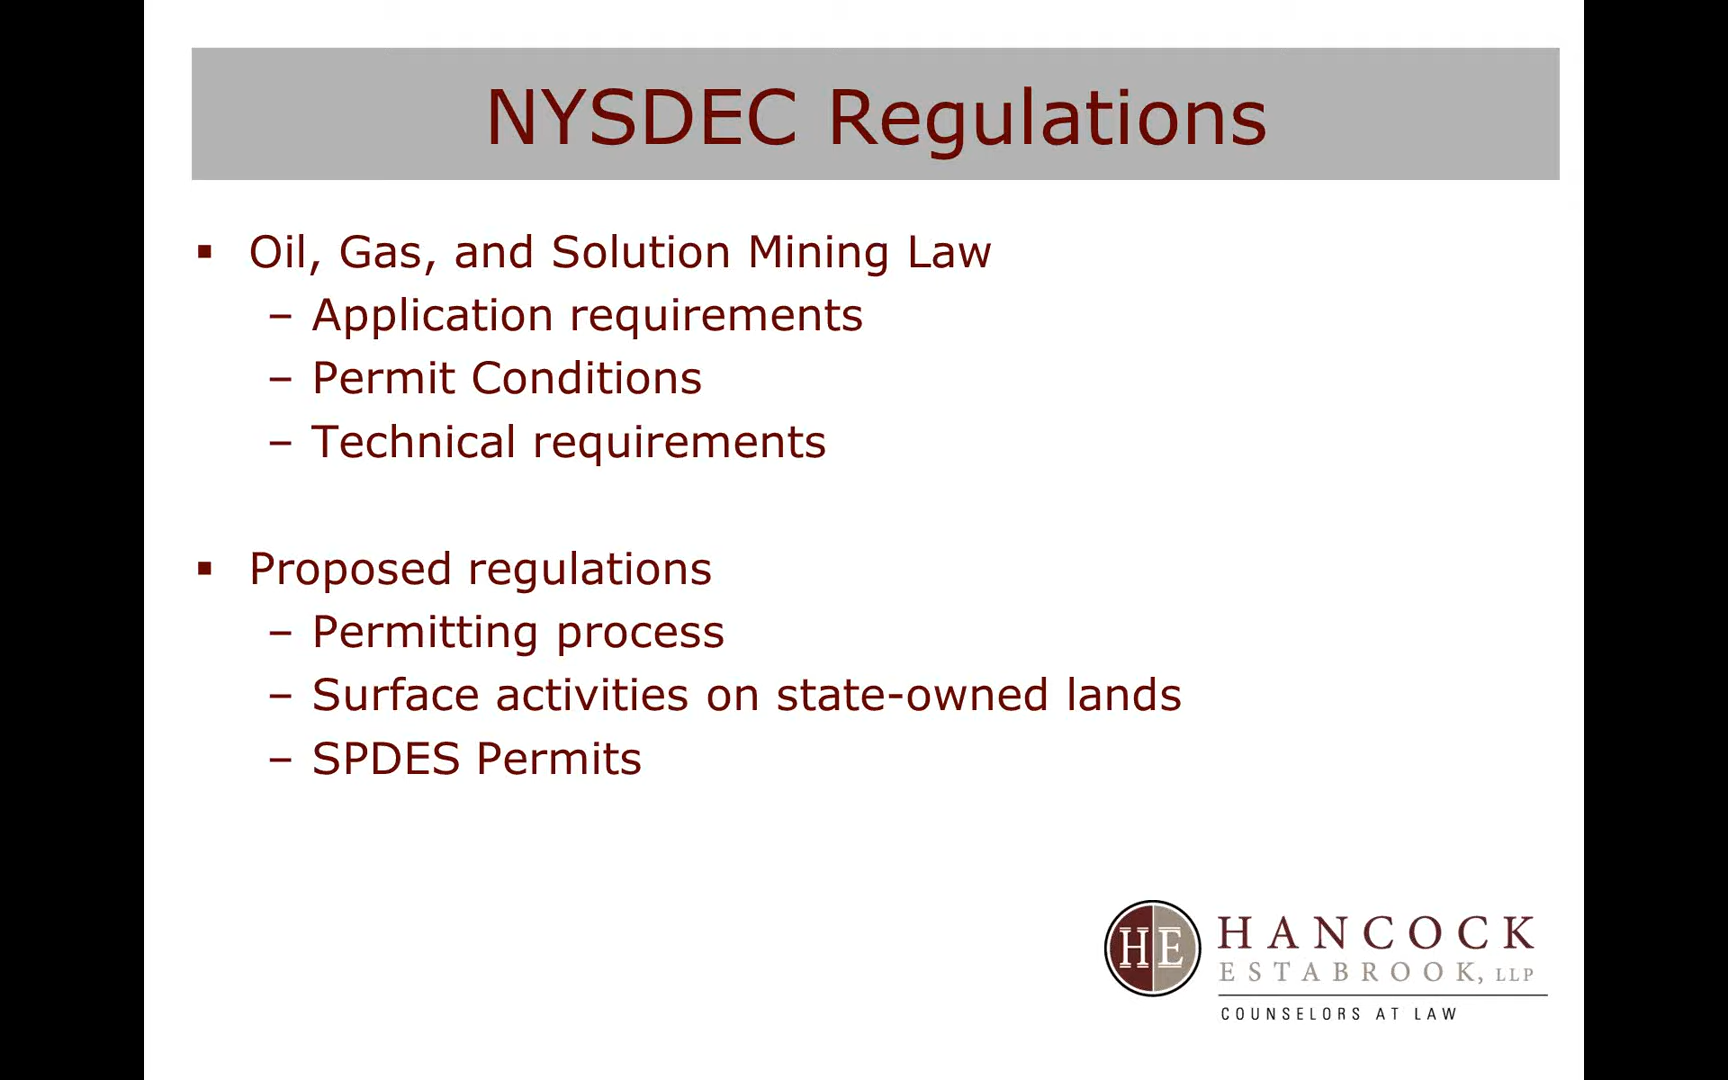 NYSDEC Regulations
▪ Oil, Gas, and Solution Mining Law
– Application requirements
– Permit Conditions
– Technical requirements
▪ Proposed regulations
– Permitting process
– Surface activities on state-owned lands
– SPDES Permits
HE
HANCOCK
ESTABROOK, LLP
COUNSELORS AT LAW